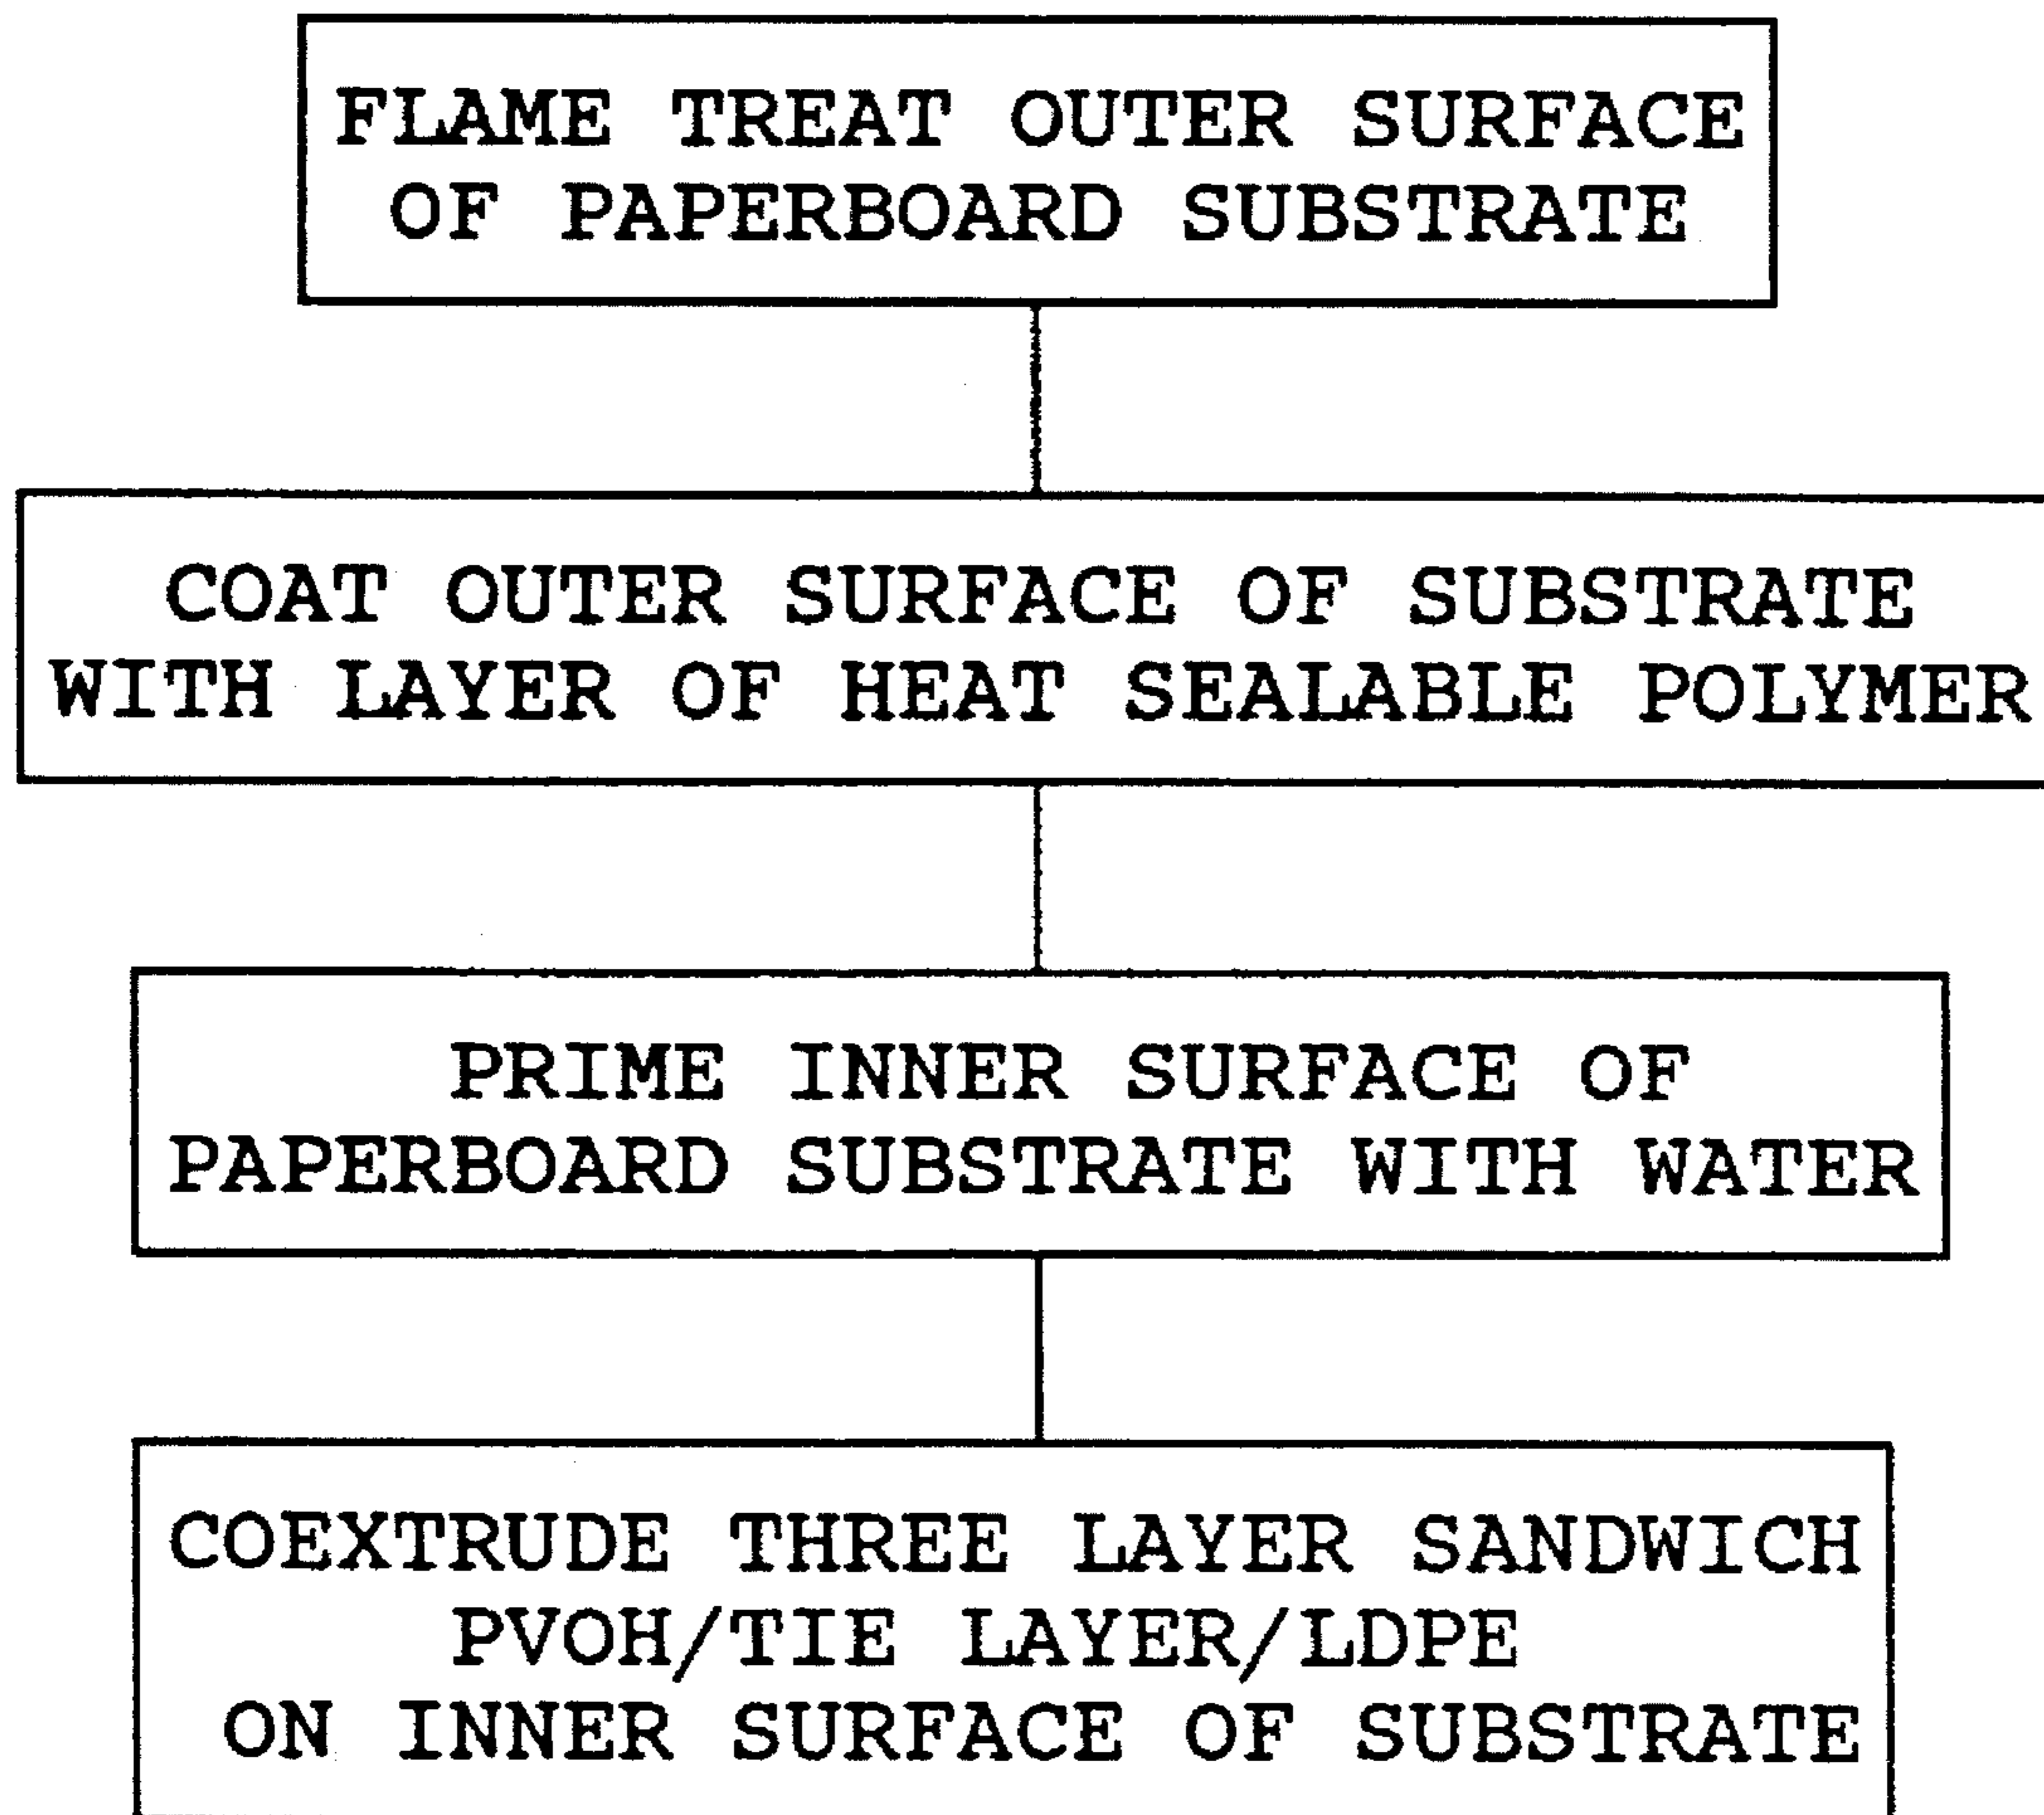 FLAME TREAT OUTER SURFACE
OF PAPERBOARD SUBSTRATE
COAT OUTER SURFACE OF SUBSTRATE
WITH LAYER OF HEAT SEALABLE POLYMER
PRIME INNER SURFACE OF
PAPERBOARD SUBSTRATE WITH WATER
COEXTRUDE THREE LAYER SANDWICH
PVOH/TIE LAYER/LDPE
ON INNER SURFACE OF SUBSTRATE